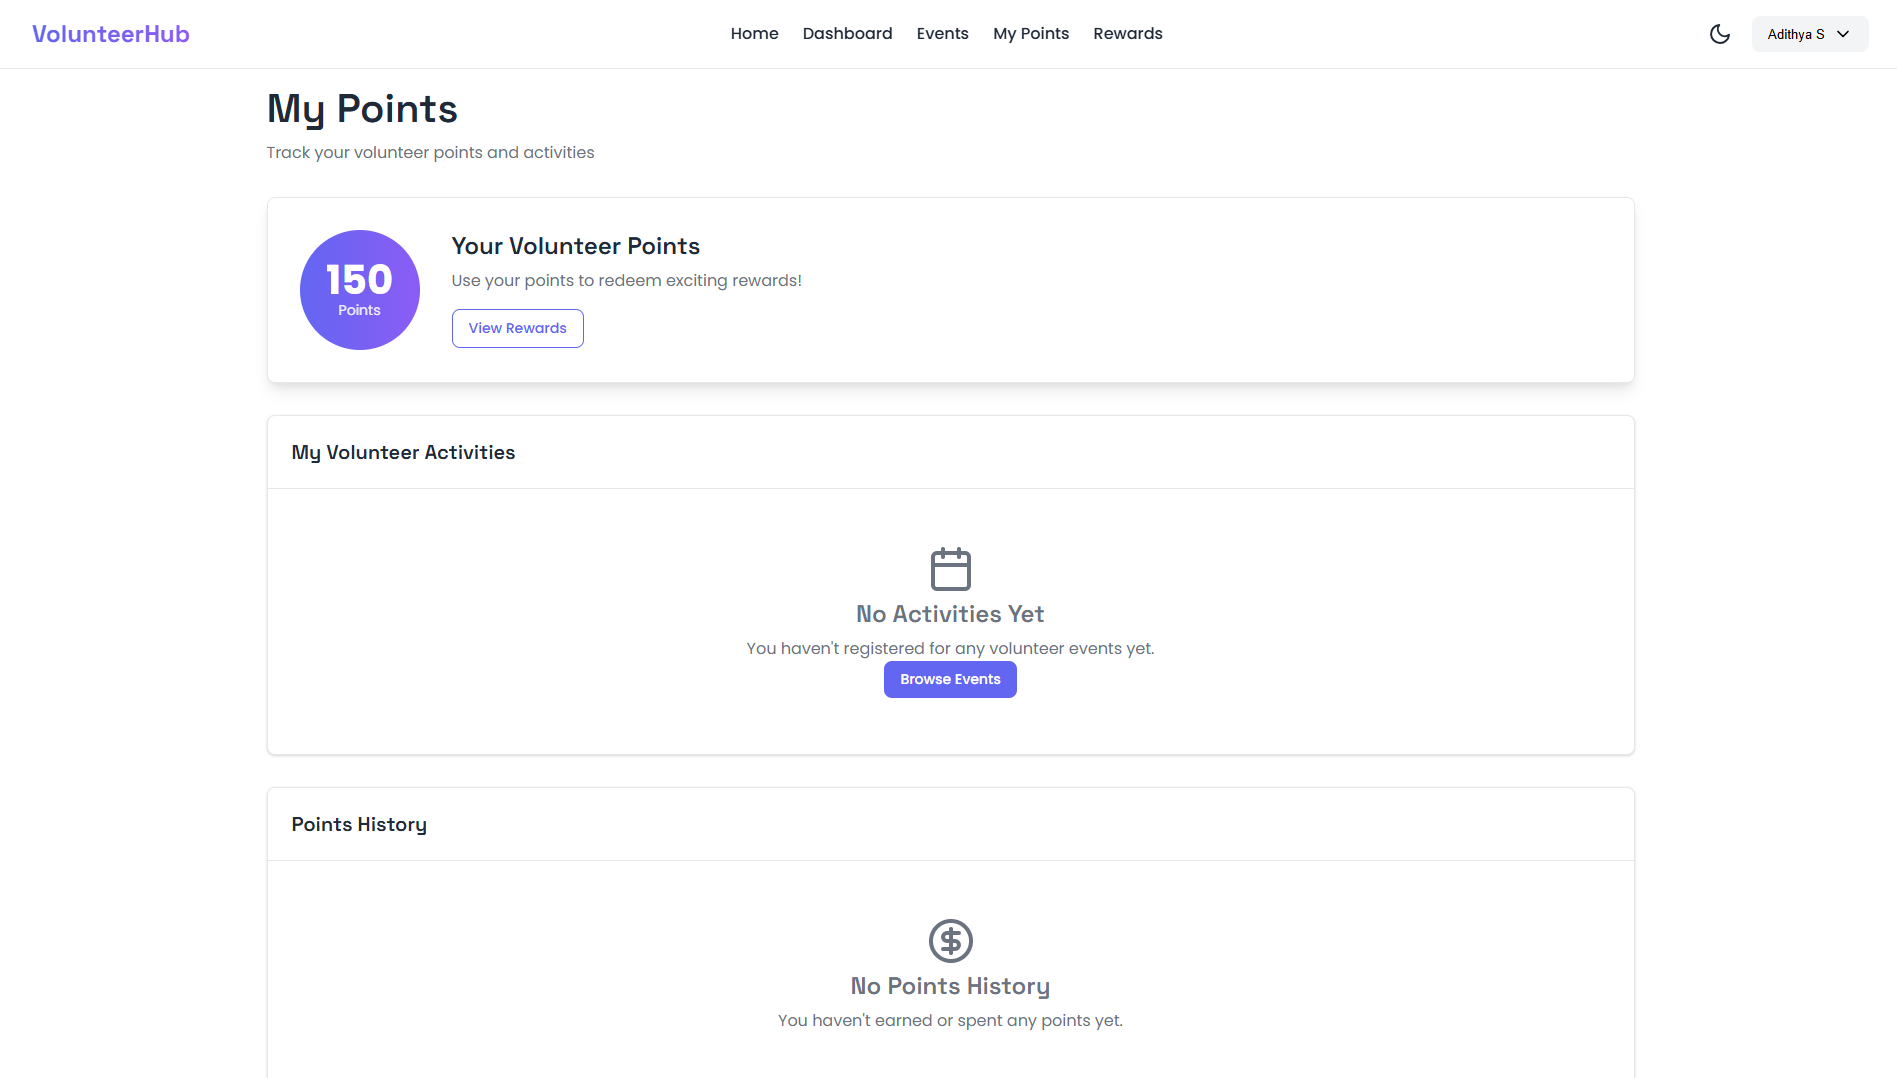 VolunteerHub
Home Dashboard Events My Points Rewards
Adithya S
My Points
Track your volunteer points and activities
150
Points
Your Volunteer Points
Use your points to redeem exciting rewards!
View Rewards
My Volunteer Activities
No Activities Yet
You haven't registered for any volunteer events yet.
Browse Events
Points History
No Points History
You haven't earned or spent any points yet.